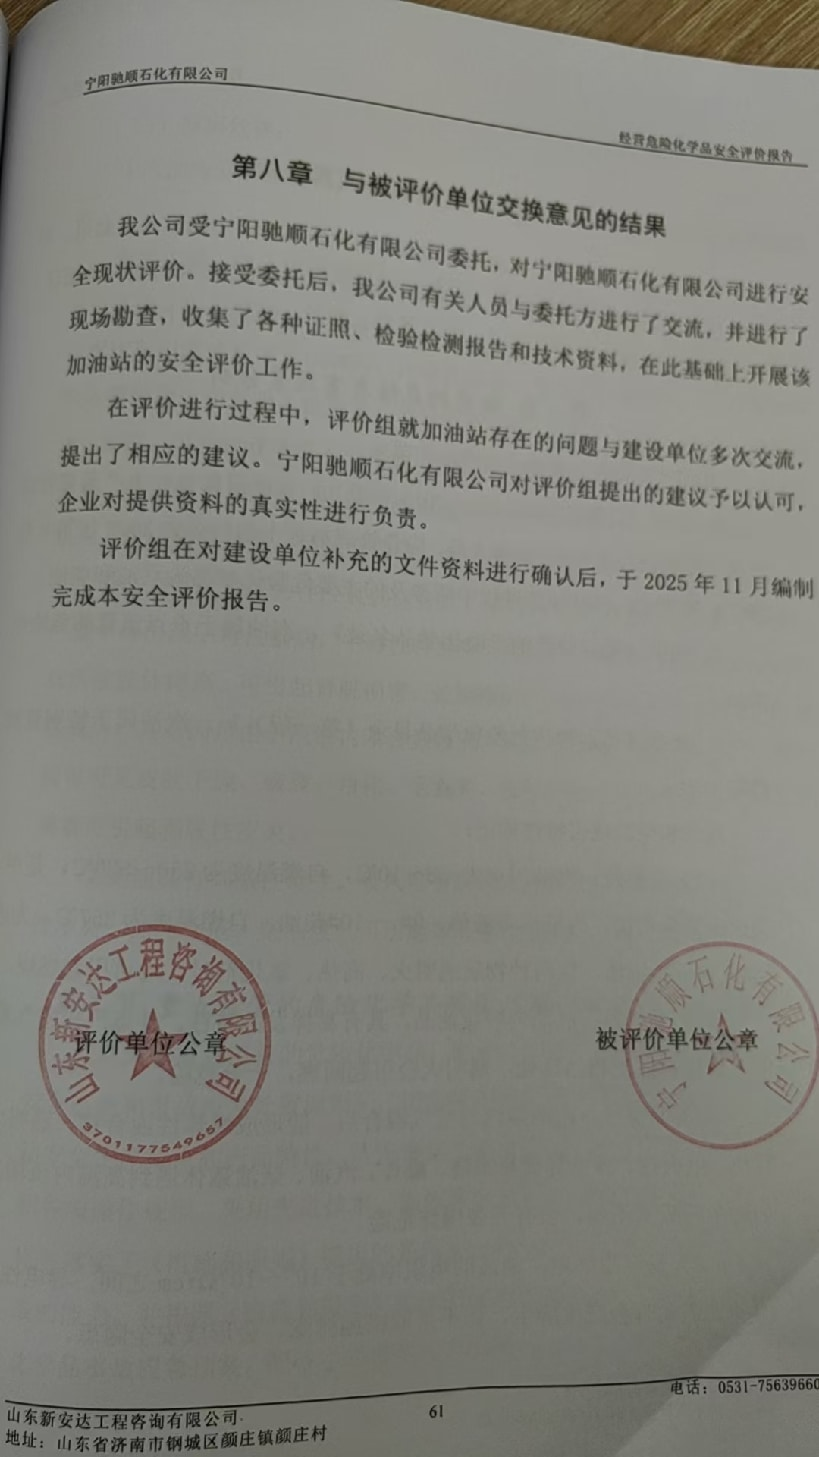 宁阳驰顺石化有限公司
经营危险化学品安全评价报告
第八章 与被评价单位交换意见的结果
我公司受宁阳驰顺石化有限公司委托，对宁阳驰顺石化有限公司进行安
全现状评价。接受委托后，我公司有关人员与委托方进行了交流，并进行了
现场勘查，收集了各种证照、检验检测报告和技术资料，在此基础上开展该
加油站的安全评价工作。
在评价进行过程中，评价组就加油站存在的问题与建设单位多次交流，
提出了相应的建议。宁阳驰顺石化有限公司对评价组提出的建议予以认可，
企业对提供资料的真实性进行负责。
评价组在对建设单位补充的文件资料进行确认后，于 2025 年 11 月编制
完成本安全评价报告。
山东新安达工程咨询有限公司
评价单位公章
3701177549657
宁阳驰顺石化有限公司
被评价单位公章
电话：0531-75639660
山东新安达工程咨询有限公司
61
地址：山东省济南市钢城区颜庄镇颜庄村